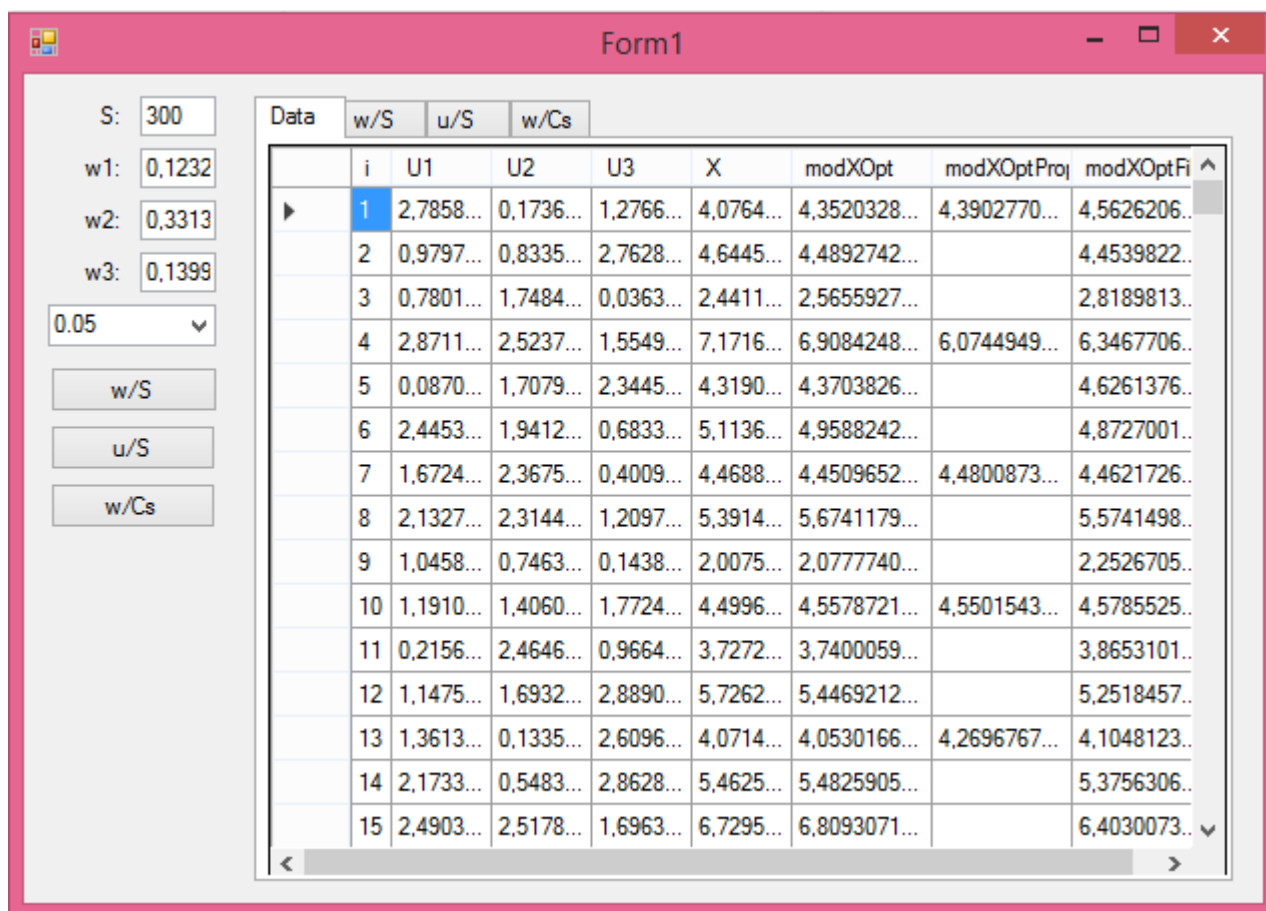 Form1
S: 300
w1: 0,1232
w2: 0,3313
w3: 0,1399
0.05
w/S
u/S
w/Cs
Data w/S u/S w/Cs
i U1 U2 U3 X modXOpt modXOptProp modXOptFi
1 2,7858... 0,1736... 1,2766... 4,0764... 4,3520328... 4,3902770... 4,5626206...
2 0,9797... 0,8335... 2,7628... 4,6445... 4,4892742... 4,4539822...
3 0,7801... 1,7484... 0,0363... 2,4411... 2,5655927... 2,8189813...
4 2,8711... 2,5237... 1,5549... 7,1716... 6,9084248... 6,0744949... 6,3467706...
5 0,0870... 1,7079... 2,3445... 4,3190... 4,3703826... 4,6261376...
6 2,4453... 1,9412... 0,6833... 5,1136... 4,9588242... 4,8727001...
7 1,6724... 2,3675... 0,4009... 4,4688... 4,4509652... 4,4800873... 4,4621726...
8 2,1327... 2,3144... 1,2097... 5,3914... 5,6741179... 5,5741498...
9 1,0458... 0,7463... 0,1438... 2,0075... 2,0777740... 2,2526705...
10 1,1910... 1,4060... 1,7724... 4,4996... 4,5578721... 4,5501543... 4,5785525...
11 0,2156... 2,4646... 0,9664... 3,7272... 3,7400059... 3,8653101...
12 1,1475... 1,6932... 2,8890... 5,7262... 5,4469212... 5,2518457...
13 1,3613... 0,1335... 2,6096... 4,0714... 4,0530166... 4,2696767... 4,1048123...
14 2,1733... 0,5483... 2,8628... 5,4625... 5,4825905... 5,3756306...
15 2,4903... 2,5178... 1,6963... 6,7295... 6,8093071... 6,4030073...